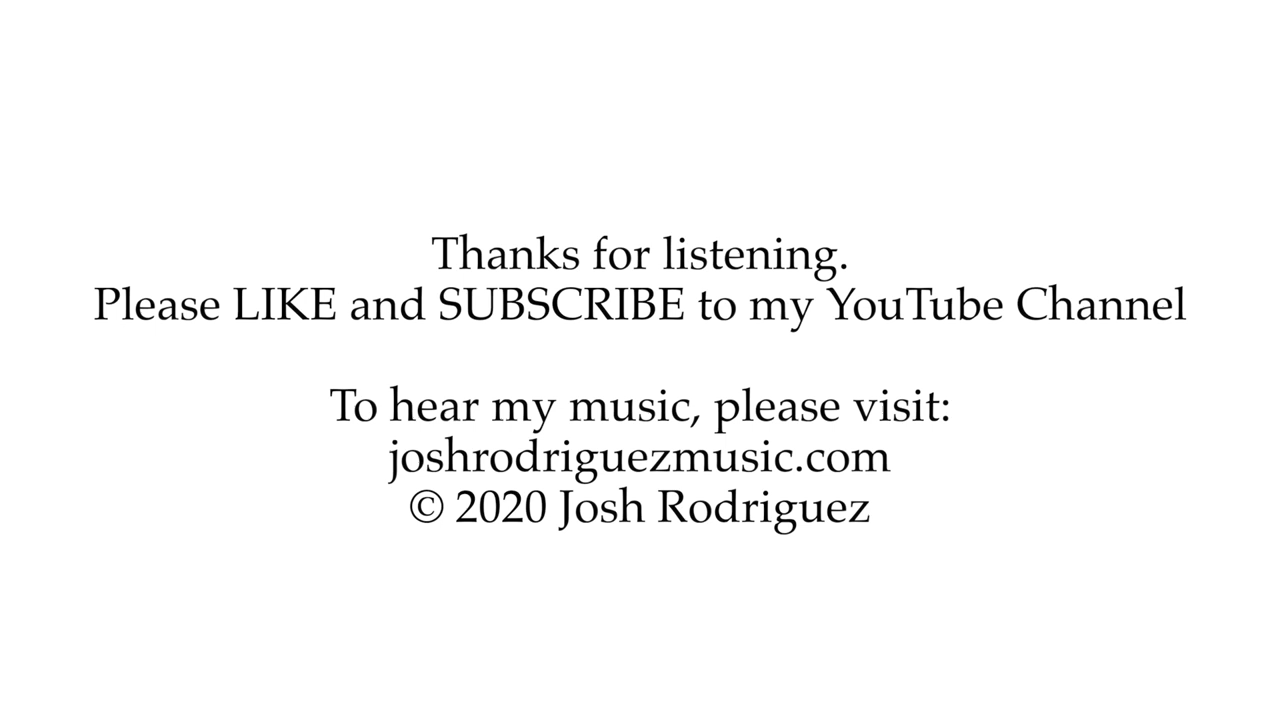 Thanks for listening.
Please LIKE and SUBSCRIBE to my YouTube Channel
To hear my music, please visit:
joshrodriguezmusic.com
© 2020 Josh Rodriguez